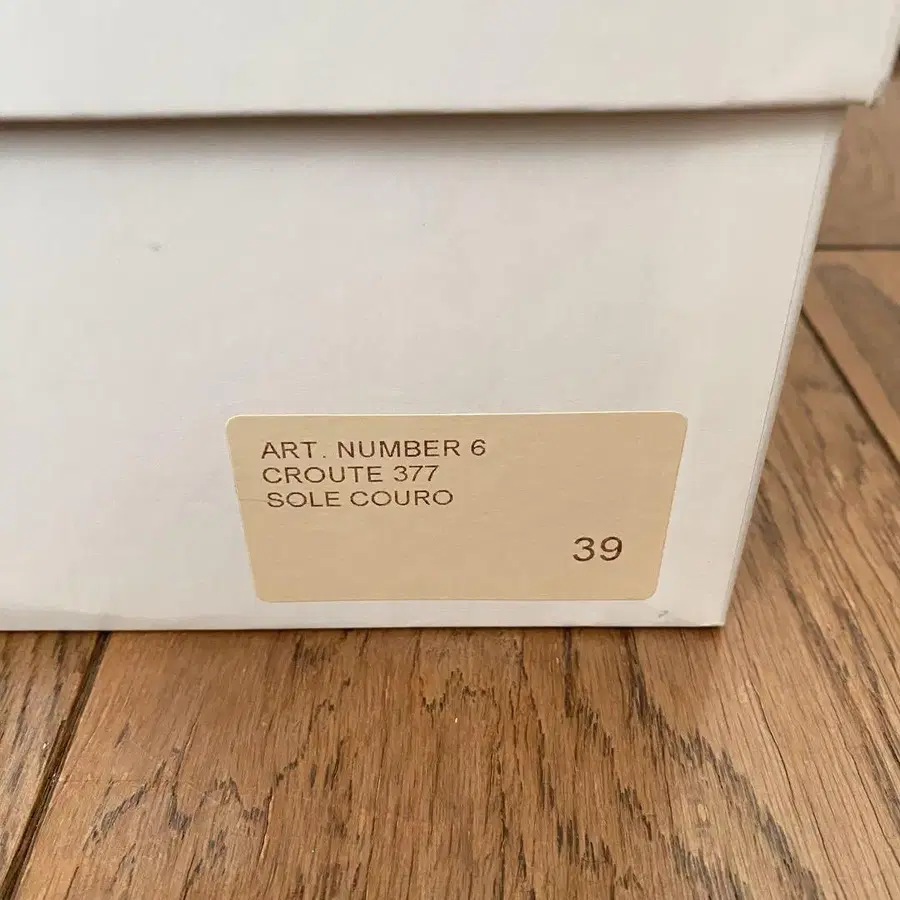 ART. NUMBER 6
CROUTE 377
SOLE COURO
39